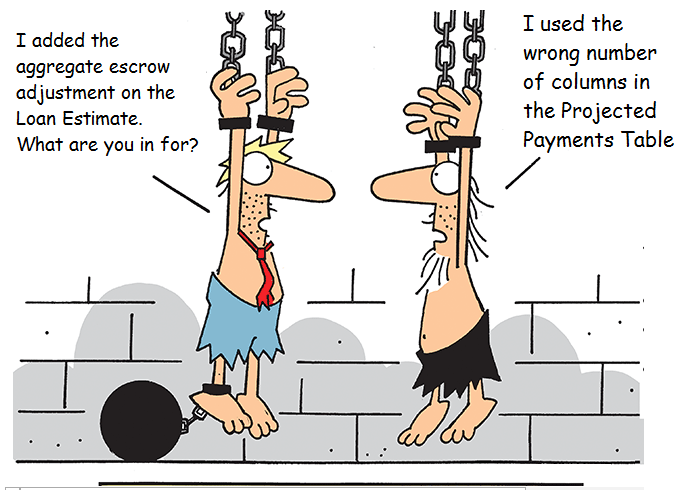 I added the
aggregate escrow
adjustment on the
Loan Estimate.
What are you in for?
I used the
wrong number
of columns in
the Projected
Payments Table